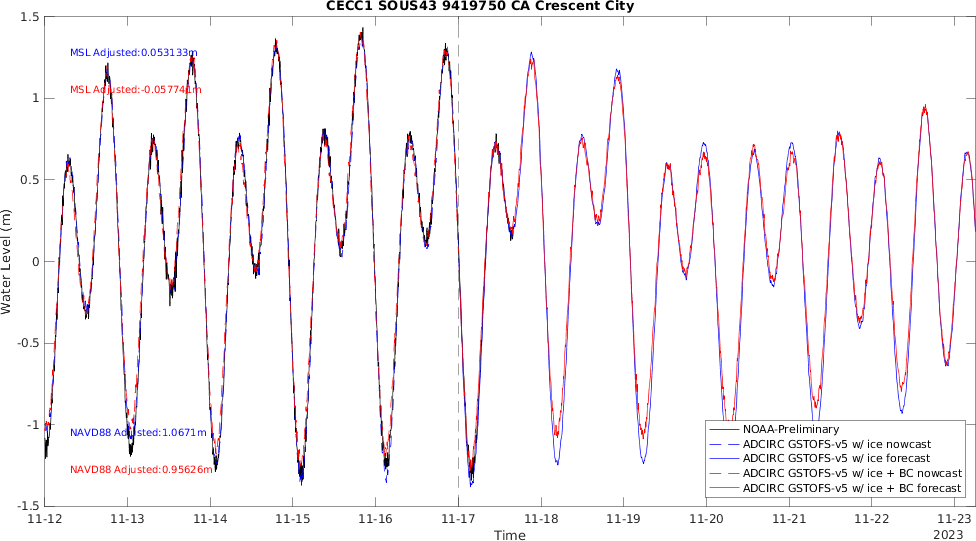 CECC1 SOUS43 9419750 CA Crescent City
1.5
1
0.5
0
-0.5
-1
-1.5
Water Level (m)
MSL Adjusted:0.053133m
MSL Adjusted:-0.057741m
NAVD88 Adjusted:1.0671m
NAVD88 Adjusted:0.95626m
NOAA-Preliminary
ADCIRC GSTOFS-v5 w/ ice nowcast
ADCIRC GSTOFS-v5 w/ ice forecast
ADCIRC GSTOFS-v5 w/ ice + BC nowcast
ADCIRC GSTOFS-v5 w/ ice + BC forecast
11-12 11-13 11-14 11-15 11-16 11-17 11-18 11-19 11-20 11-21 11-22 11-23
Time
2023